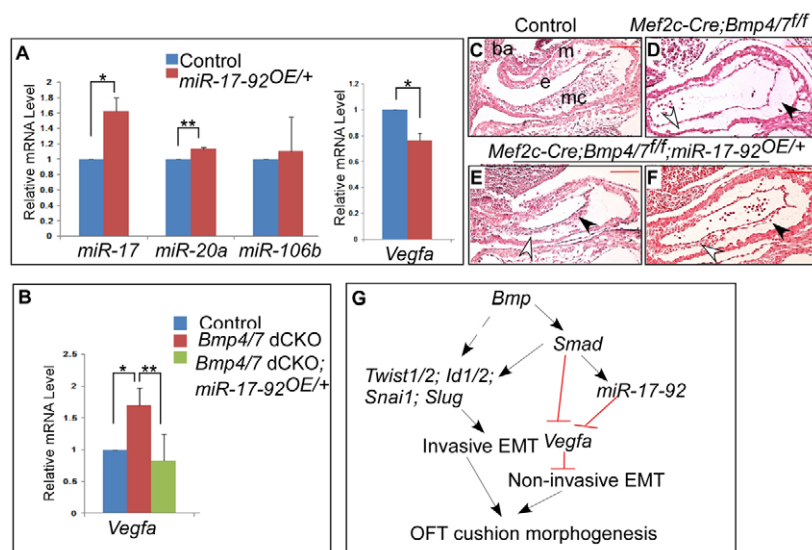 A
Control
miR-17-92OE/+
Relative mRNA Level
2
1.8
1.6
1.4
1.2
1
0.8
0.6
0.4
0.2
0
*
**
miR-17
miR-20a
miR-106b
Relative mRNA Level
1.2
1
0.8
0.6
0.4
0.2
0
*
Vegfa
Control
Mef2c-Cre;Bmp4/7f/f
C
ba
m
e
mc
D
Mef2c-Cre;Bmp4/7f/f;miR-17-92OE/+
E
F
B
Control
Bmp4/7 dCKO
Bmp4/7 dCKO;
miR-17-92OE/+
Relative mRNA Level
2.5
2
1.5
1
0.5
0
*
**
Vegfa
G
Bmp
Smad
Twist1/2; Id1/2;
Snai1; Slug
miR-17-92
Invasive EMT
Vegfa
Non-invasive EMT
OFT cushion morphogenesis